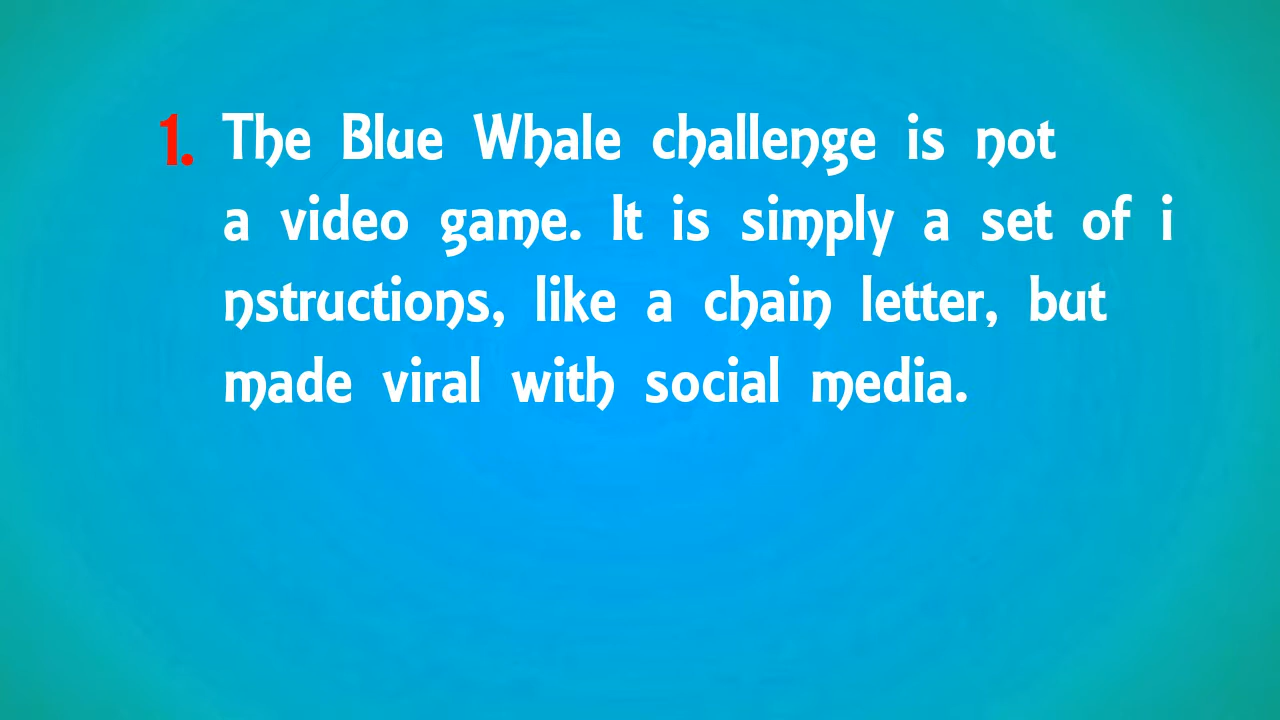 1. The Blue Whale challenge is not
a video game. It is simply a set of i
nstructions, like a chain letter, but
made viral with social media.